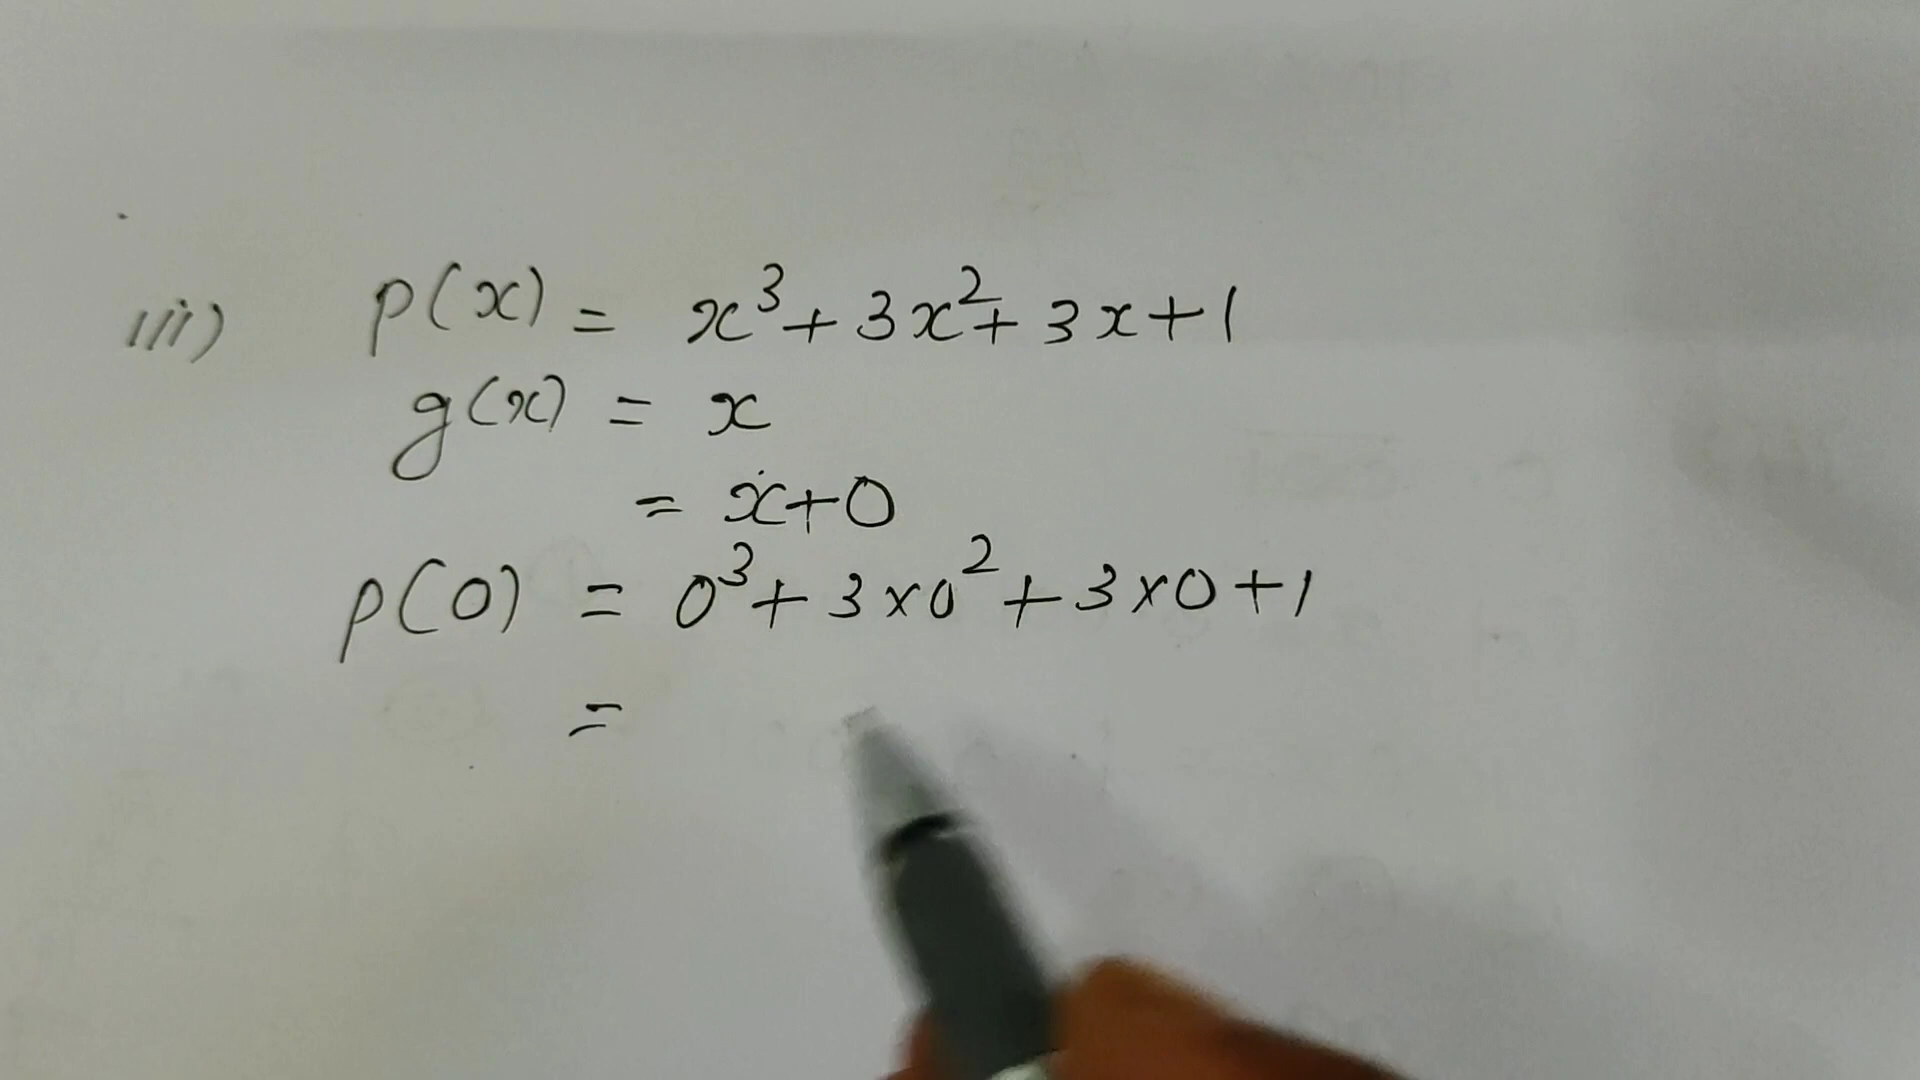 iii) p(x) = x³ + 3x² + 3x + 1
g(x) = x
= x + 0
p(0) = 0³ + 3 × 0² + 3 × 0 + 1
=